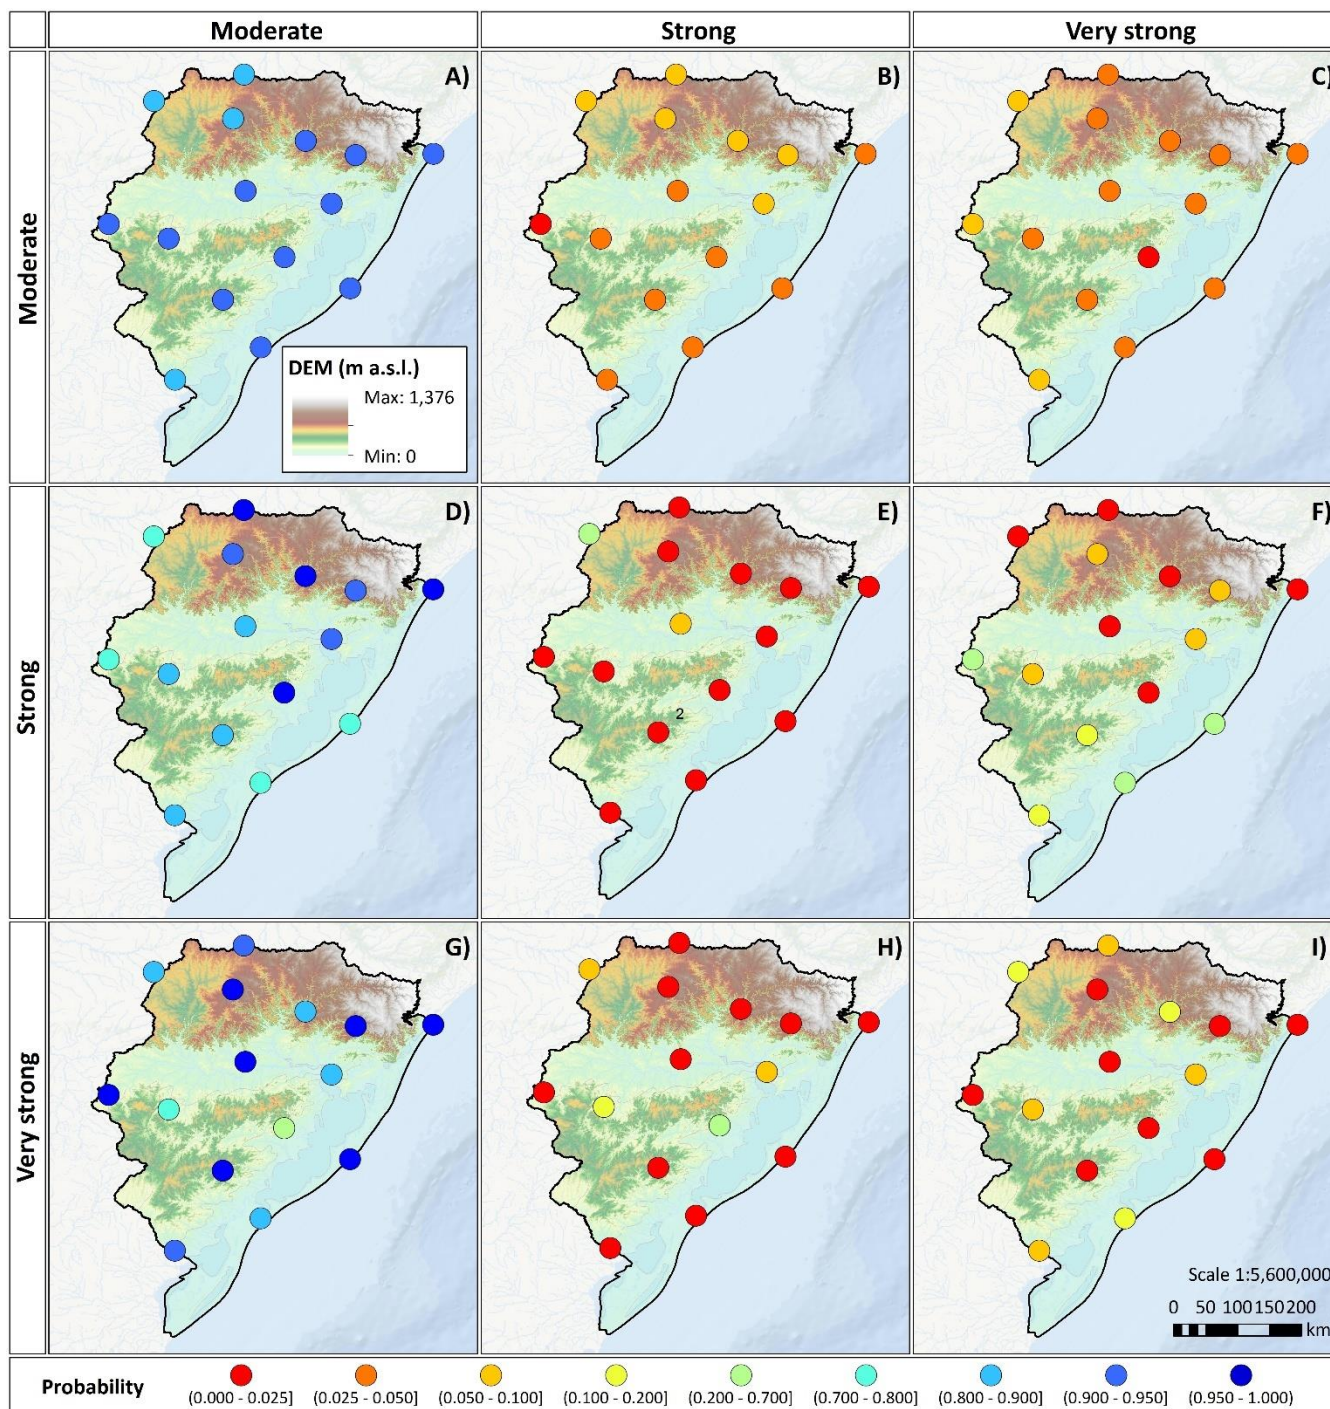 Moderate Strong Very strong
Moderate
A) B) C)
DEM (m a.s.l.)
Max: 1,376
Min: 0
Strong
D) E) F)
2
Very strong
G) H) I)
Scale 1:5,600,000
0 50 100 150 200
km
Probability
(0.000 - 0.025] (0.025 - 0.050] (0.050 - 0.100] (0.100 - 0.200] (0.200 - 0.700] (0.700 - 0.800] (0.800 - 0.900] (0.900 - 0.950] (0.950 - 1.000)